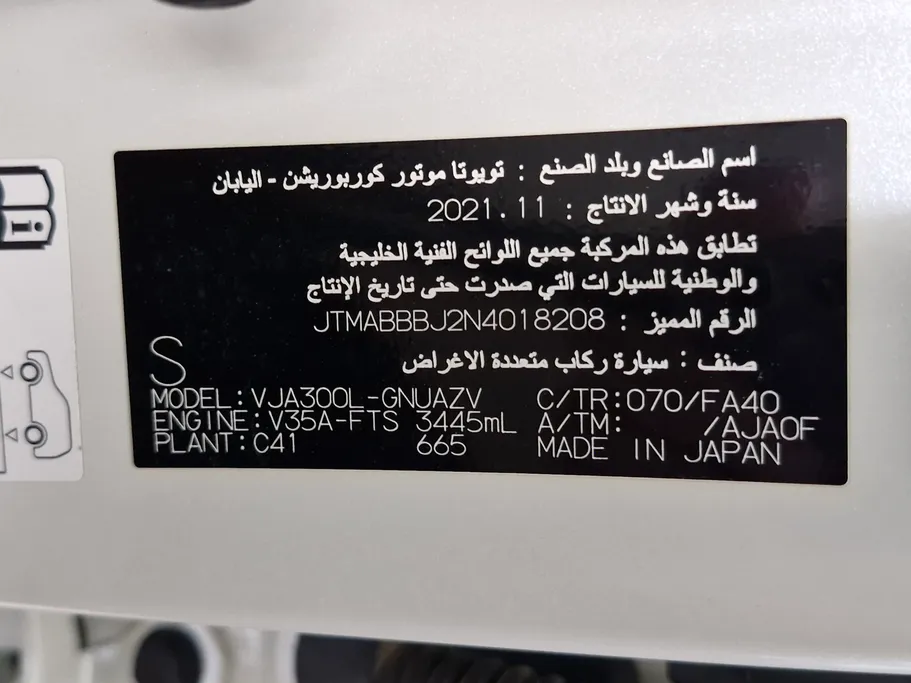 اسم الصانع وبلد الصنع : تويوتا موتور كوربوريشن - اليابان
سنة وشهر الانتاج : 2021.11
تطابق هذه المركبة جميع اللوائح الفنية الخليجية
والوطنية للسيارات التي صدرت حتى تاريخ الإنتاج
الرقم المميز : JTMABBBJ2N4018208
صنف : سيارة ركاب متعددة الاغراض
S
MODEL:VJA300L-GNUAZV C/TR:070/FA40
ENGINE:V35A-FTS 3445mL A/TM: /AJA0F
PLANT:C41 665 MADE IN JAPAN